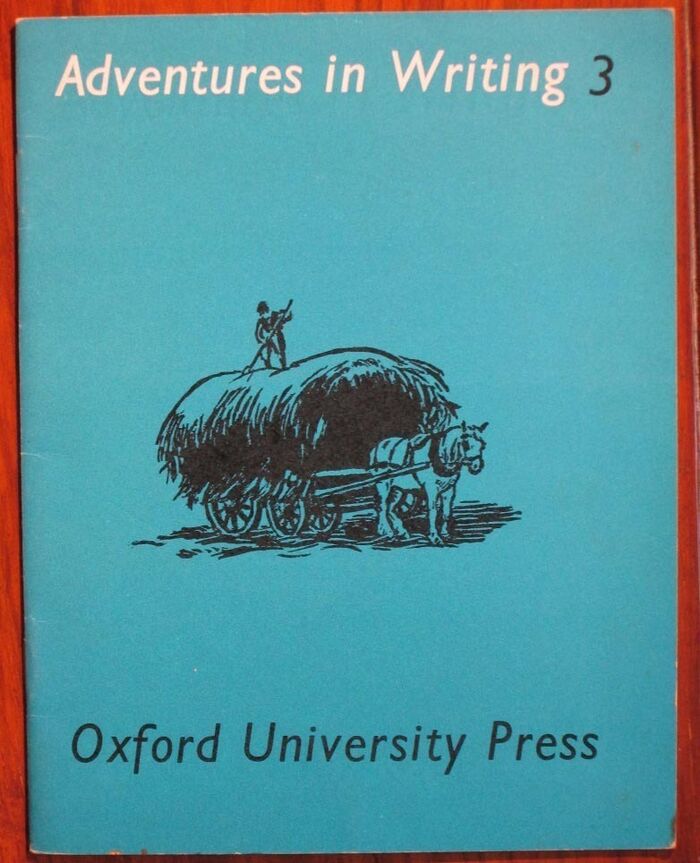 Adventures in Writing 3
Oxford University Press